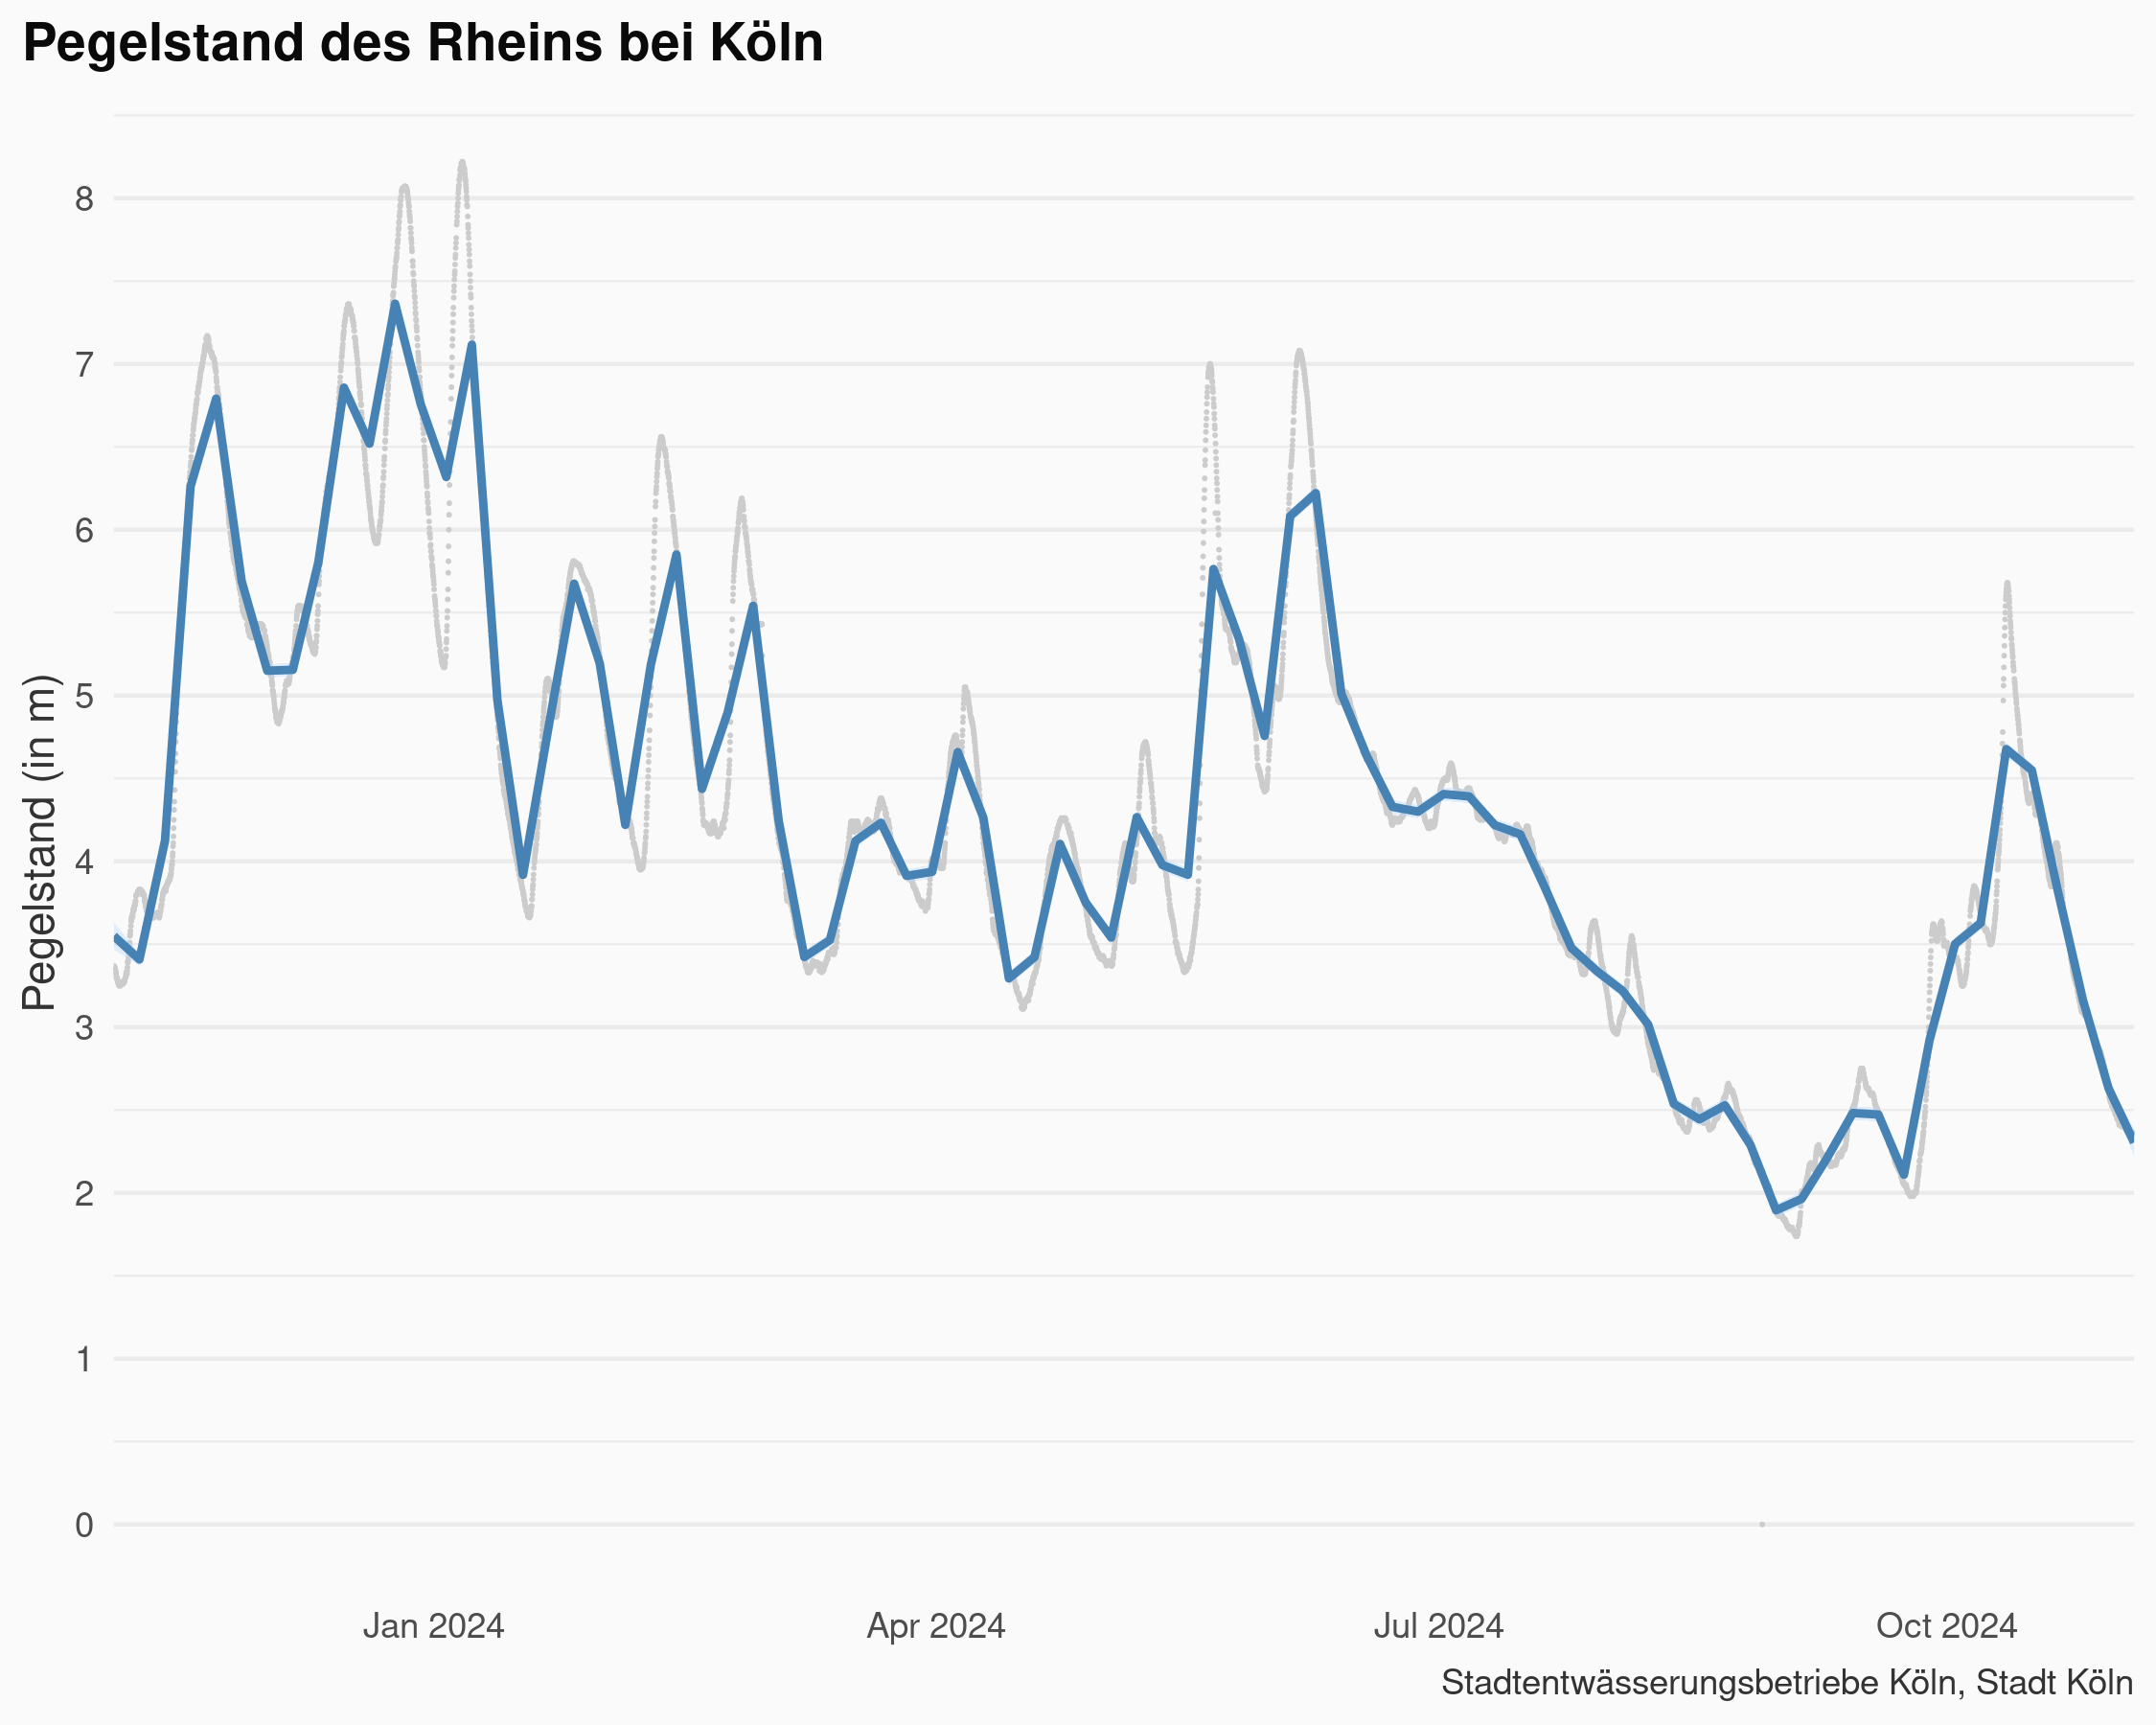 Pegelstand des Rheins bei Köln
Pegelstand (in m)
8
7
6
5
4
3
2
1
0
Jan 2024
Apr 2024
Jul 2024
Oct 2024
Stadtentwässerungsbetriebe Köln, Stadt Köln